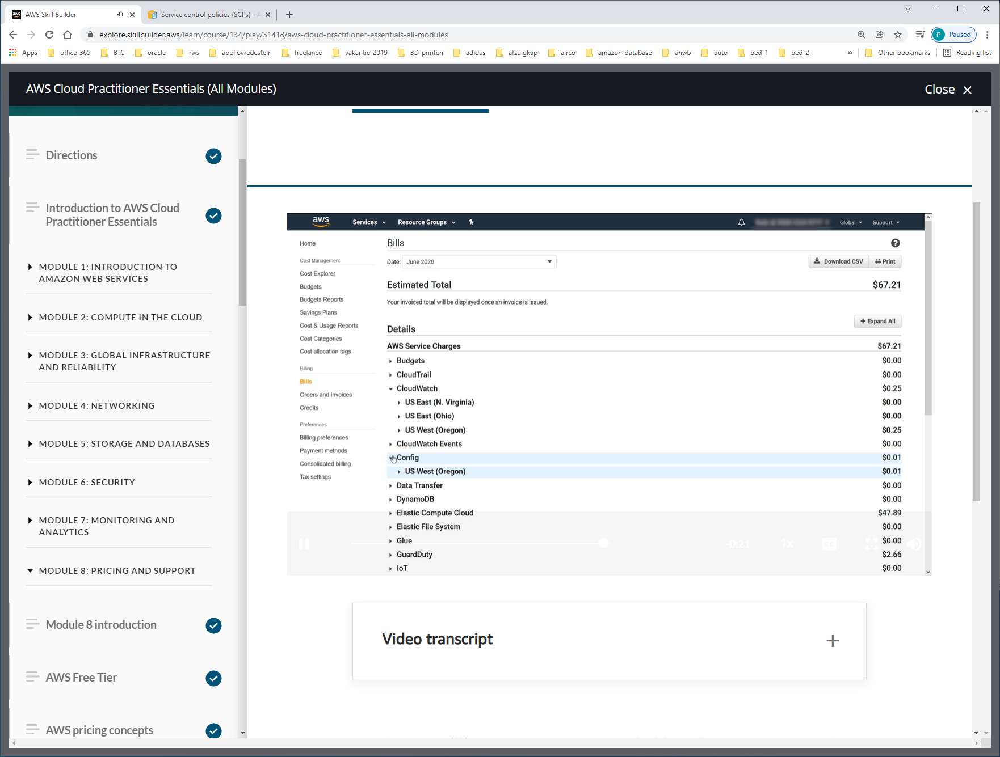 AWS Skill Builder
Service control policies (SCPs) - A
explore.skillbuilder.aws/learn/course/134/play/31418/aws-cloud-practitioner-essentials-all-modules
P Paused
Apps office-365 BTC oracle rws apollovredestein freelance vakantie-2019 3D-printen adidas afzuigkap airco amazon-database anwb auto bed-1 bed-2 » Other bookmarks Reading list
AWS Cloud Practitioner Essentials (All Modules)
Close
Directions
Introduction to AWS Cloud
Practitioner Essentials
MODULE 1: INTRODUCTION TO
AMAZON WEB SERVICES
MODULE 2: COMPUTE IN THE CLOUD
MODULE 3: GLOBAL INFRASTRUCTURE
AND RELIABILITY
MODULE 4: NETWORKING
MODULE 5: STORAGE AND DATABASES
MODULE 6: SECURITY
MODULE 7: MONITORING AND
ANALYTICS
MODULE 8: PRICING AND SUPPORT
Module 8 introduction
AWS Free Tier
AWS pricing concepts
aws Services Resource Groups Global Support
Home
Cost Management
Cost Explorer
Budgets
Budgets Reports
Savings Plans
Cost & Usage Reports
Cost Categories
Cost allocation tags
Billing
Bills
Orders and invoices
Credits
Preferences
Billing preferences
Payment methods
Consolidated billing
Tax settings
Bills
Date: June 2020 Download CSV Print
Estimated Total $67.21
Your invoiced total will be displayed once an invoice is issued.
+ Expand All
Details
AWS Service Charges $67.21
Budgets $0.00
CloudTrail $0.00
CloudWatch $0.25
US East (N. Virginia) $0.00
US East (Ohio) $0.00
US West (Oregon) $0.25
CloudWatch Events $0.00
Config $0.01
US West (Oregon) $0.01
Data Transfer $0.00
DynamoDB $0.00
Elastic Compute Cloud $47.89
Elastic File System $0.00
Glue $0.00
GuardDuty $2.66
IoT $0.00
-0:21 1x CC
Video transcript